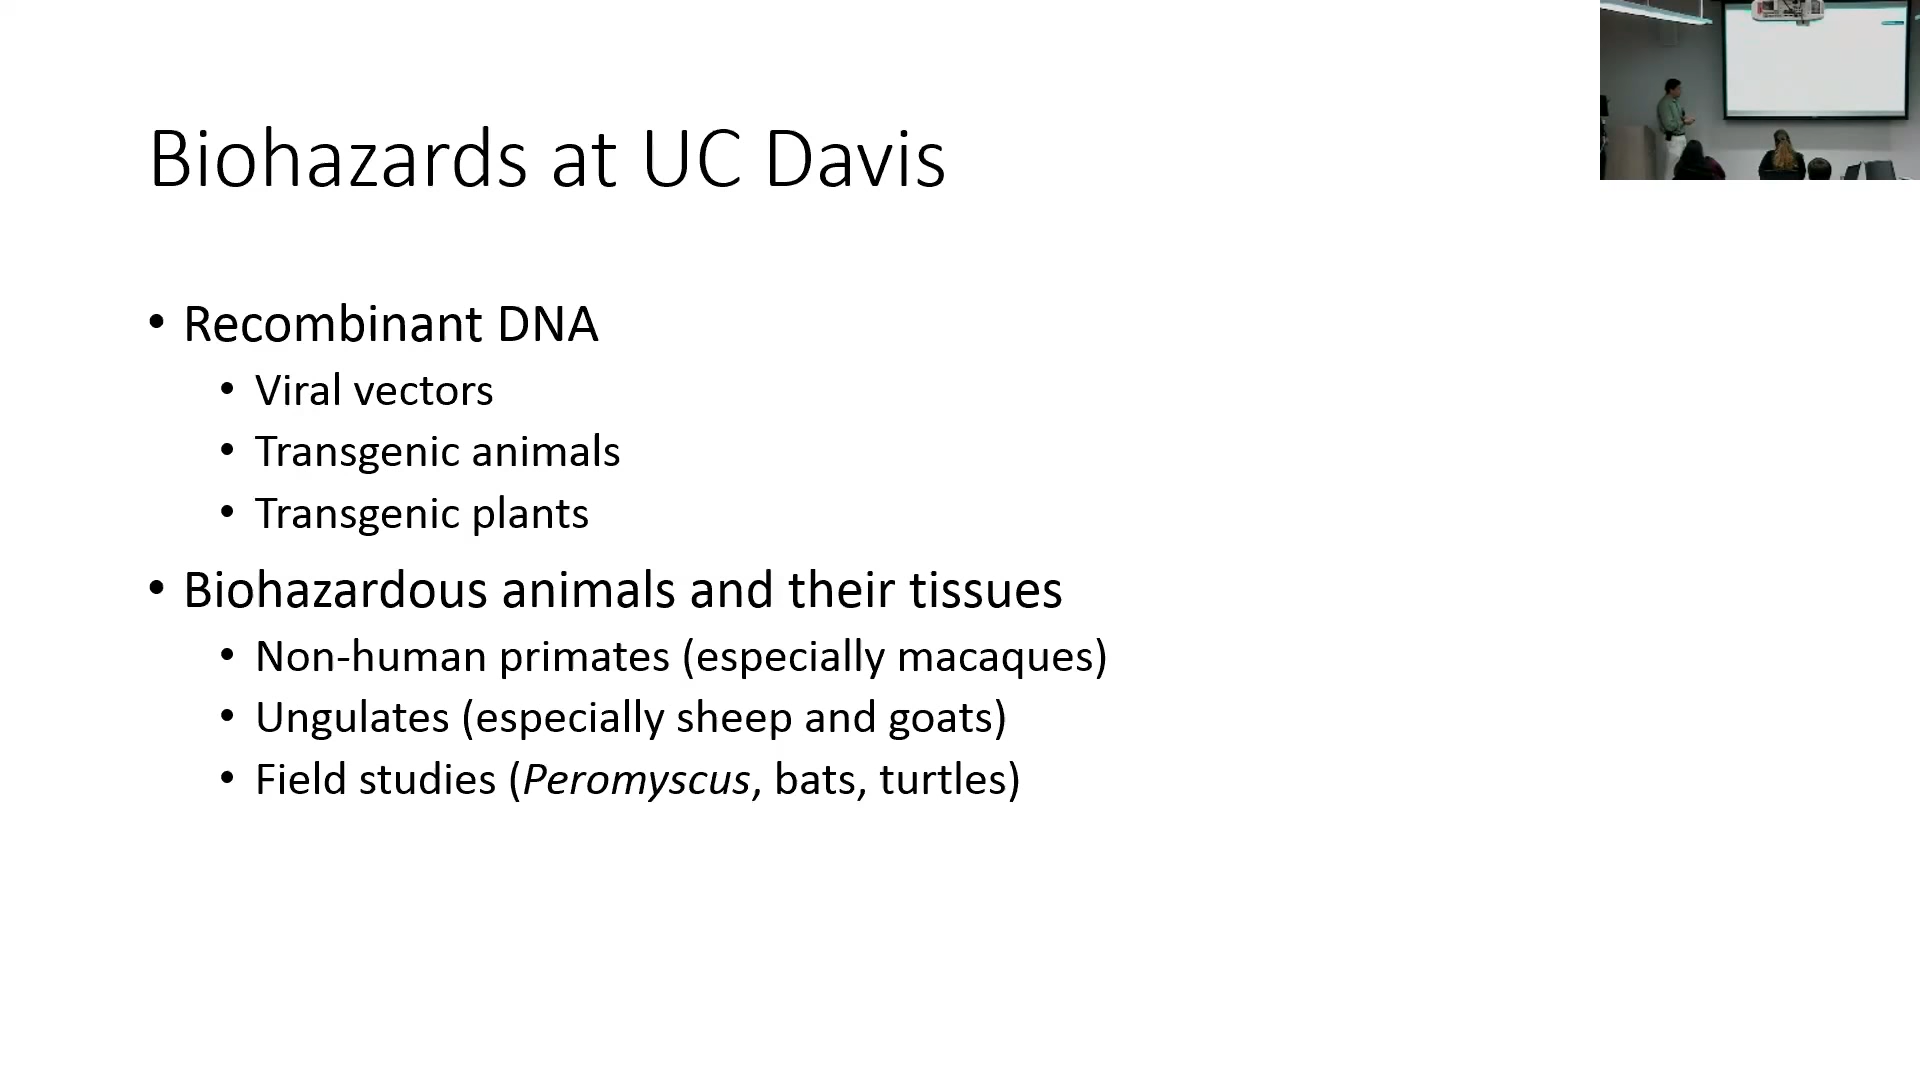 Biohazards at UC Davis
• Recombinant DNA
• Viral vectors
• Transgenic animals
• Transgenic plants
• Biohazardous animals and their tissues
• Non-human primates (especially macaques)
• Ungulates (especially sheep and goats)
• Field studies (Peromyscus, bats, turtles)